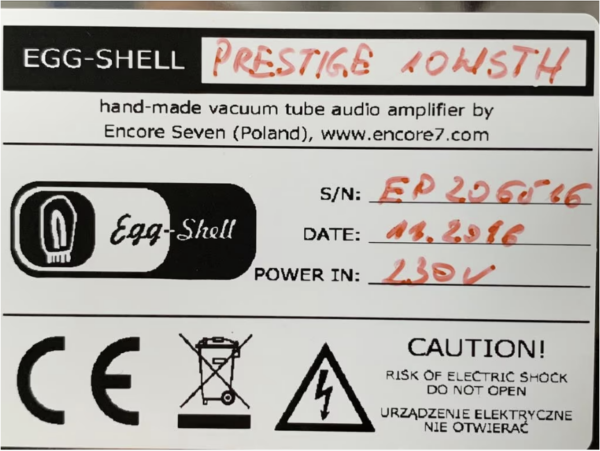 EGG-SHELL PRESTIGE 10WSTH
hand-made vacuum tube audio amplifier by
Encore Seven (Poland), www.encore7.com
Egg-Shell
S/N: EP 206516
DATE: 11.2016
POWER IN: 230V
CE
CAUTION!
RISK OF ELECTRIC SHOCK
DO NOT OPEN
URZĄDZENIE ELEKTRYCZNE
NIE OTWIERAĆ